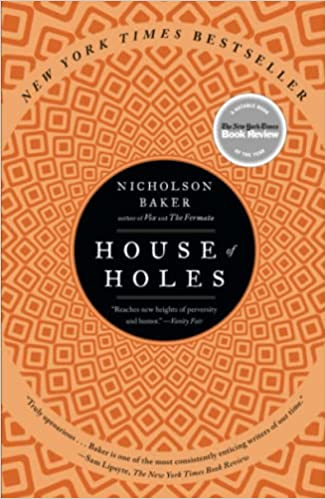 NEW YORK TIMES BESTSELLER
A NOTABLE BOOK
The New York Times
Book Review
OF THE YEAR
NICHOLSON
BAKER
author of Vox and The Fermata
HOUSE of
HOLES
"Reaches new heights of perversity
and humor."—Vanity Fair
"Truly uproarious . . . Baker is one of the most consistently enticing writers of our time."
—Sam Lipsyte, The New York Times Book Review